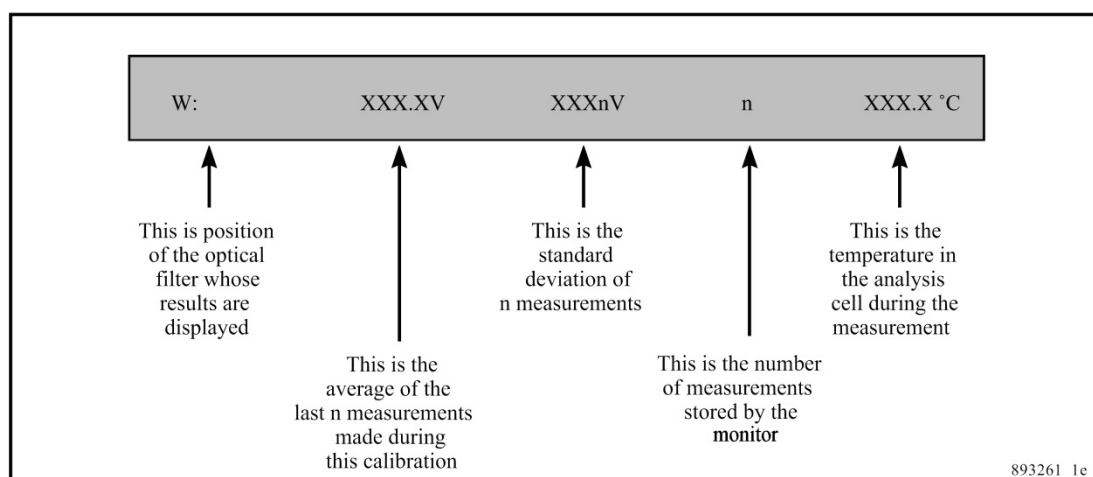 W: XXX.XV XXXnV n XXX.X °C
This is position
of the optical
filter whose
results are
displayed
This is the
average of the
last n measurements
made during
this calibration
This is the
standard
deviation of
n measurements
This is the number
of measurements
stored by the
monitor
This is the
temperature in
the analysis
cell during the
measurement
893261 1e